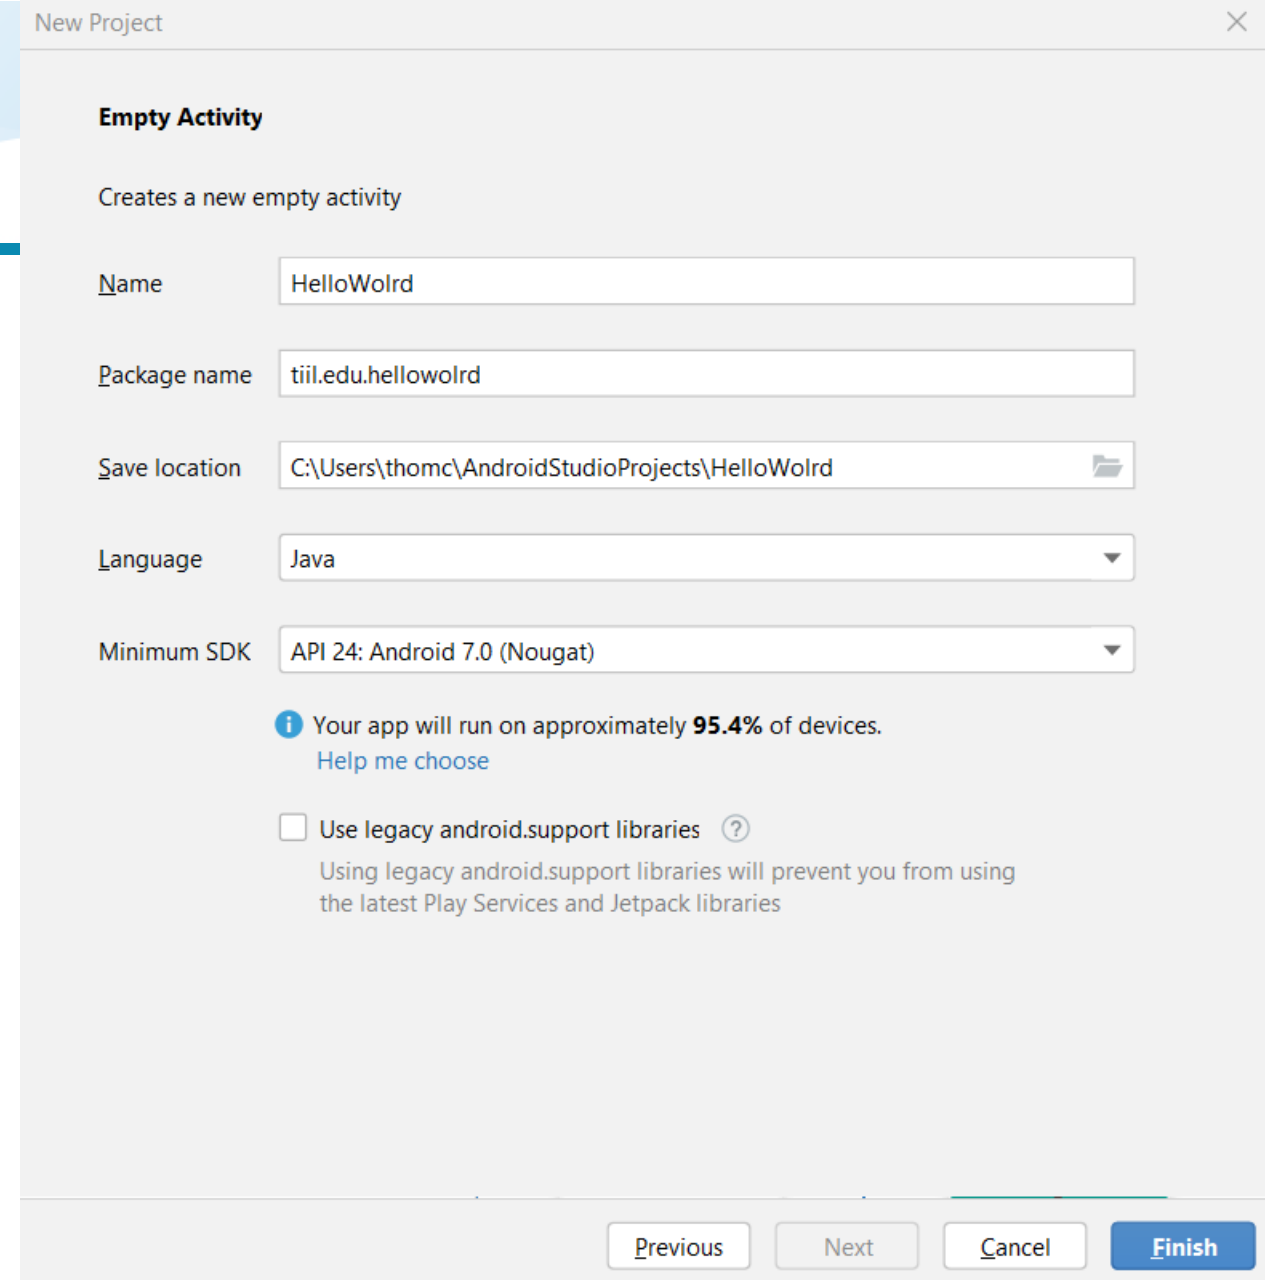 New Project
Empty Activity
Creates a new empty activity
Name HelloWolrd
Package name tiil.edu.hellowolrd
Save location C:\Users\thomc\AndroidStudioProjects\HelloWolrd
Language Java
Minimum SDK API 24: Android 7.0 (Nougat)
Your app will run on approximately 95.4% of devices.
Help me choose
Use legacy android.support libraries ?
Using legacy android.support libraries will prevent you from using
the latest Play Services and Jetpack libraries
Previous Next Cancel Finish